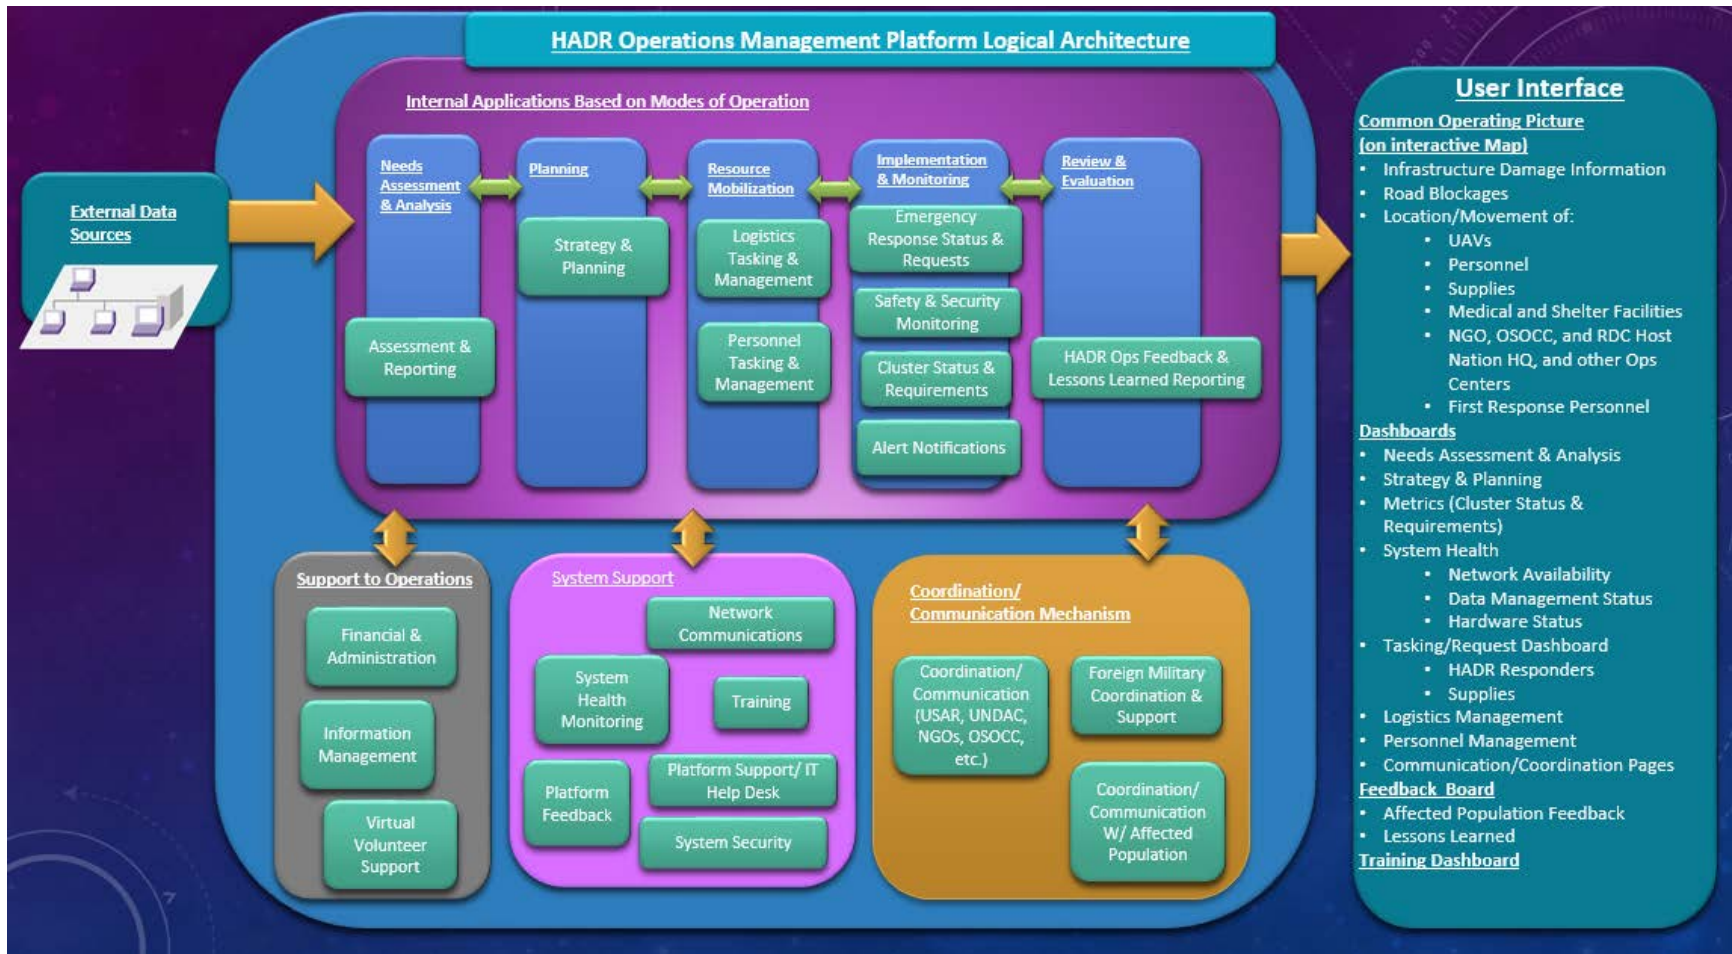 HADR Operations Management Platform Logical Architecture
Internal Applications Based on Modes of Operation
External Data
Sources
Needs
Assessment
& Analysis
Assessment &
Reporting
Planning
Strategy &
Planning
Resource
Mobilization
Logistics
Tasking &
Management
Personnel
Tasking &
Management
Implementation
& Monitoring
Emergency
Response Status &
Requests
Safety & Security
Monitoring
Cluster Status &
Requirements
Alert Notifications
Review &
Evaluation
HADR Ops Feedback &
Lessons Learned Reporting
Support to Operations
Financial &
Administration
Information
Management
Virtual
Volunteer
Support
System Support
Network
Communications
System
Health
Monitoring
Training
Platform Support/ IT
Help Desk
Platform
Feedback
System Security
Coordination/
Communication Mechanism
Coordination/
Communication
(USAR, UNDAC,
NGOs, OSOCC,
etc.)
Foreign Military
Coordination &
Support
Coordination/
Communication
W/ Affected
Population
User Interface
Common Operating Picture
(on interactive Map)
• Infrastructure Damage Information
• Road Blockages
• Location/Movement of:
• UAVs
• Personnel
• Supplies
• Medical and Shelter Facilities
• NGO, OSOCC, and RDC Host
Nation HQ, and other Ops
Centers
• First Response Personnel
Dashboards
• Needs Assessment & Analysis
• Strategy & Planning
• Metrics (Cluster Status &
Requirements)
• System Health
• Network Availability
• Data Management Status
• Hardware Status
• Tasking/Request Dashboard
• HADR Responders
• Supplies
• Logistics Management
• Personnel Management
• Communication/Coordination Pages
Feedback Board
• Affected Population Feedback
• Lessons Learned
Training Dashboard